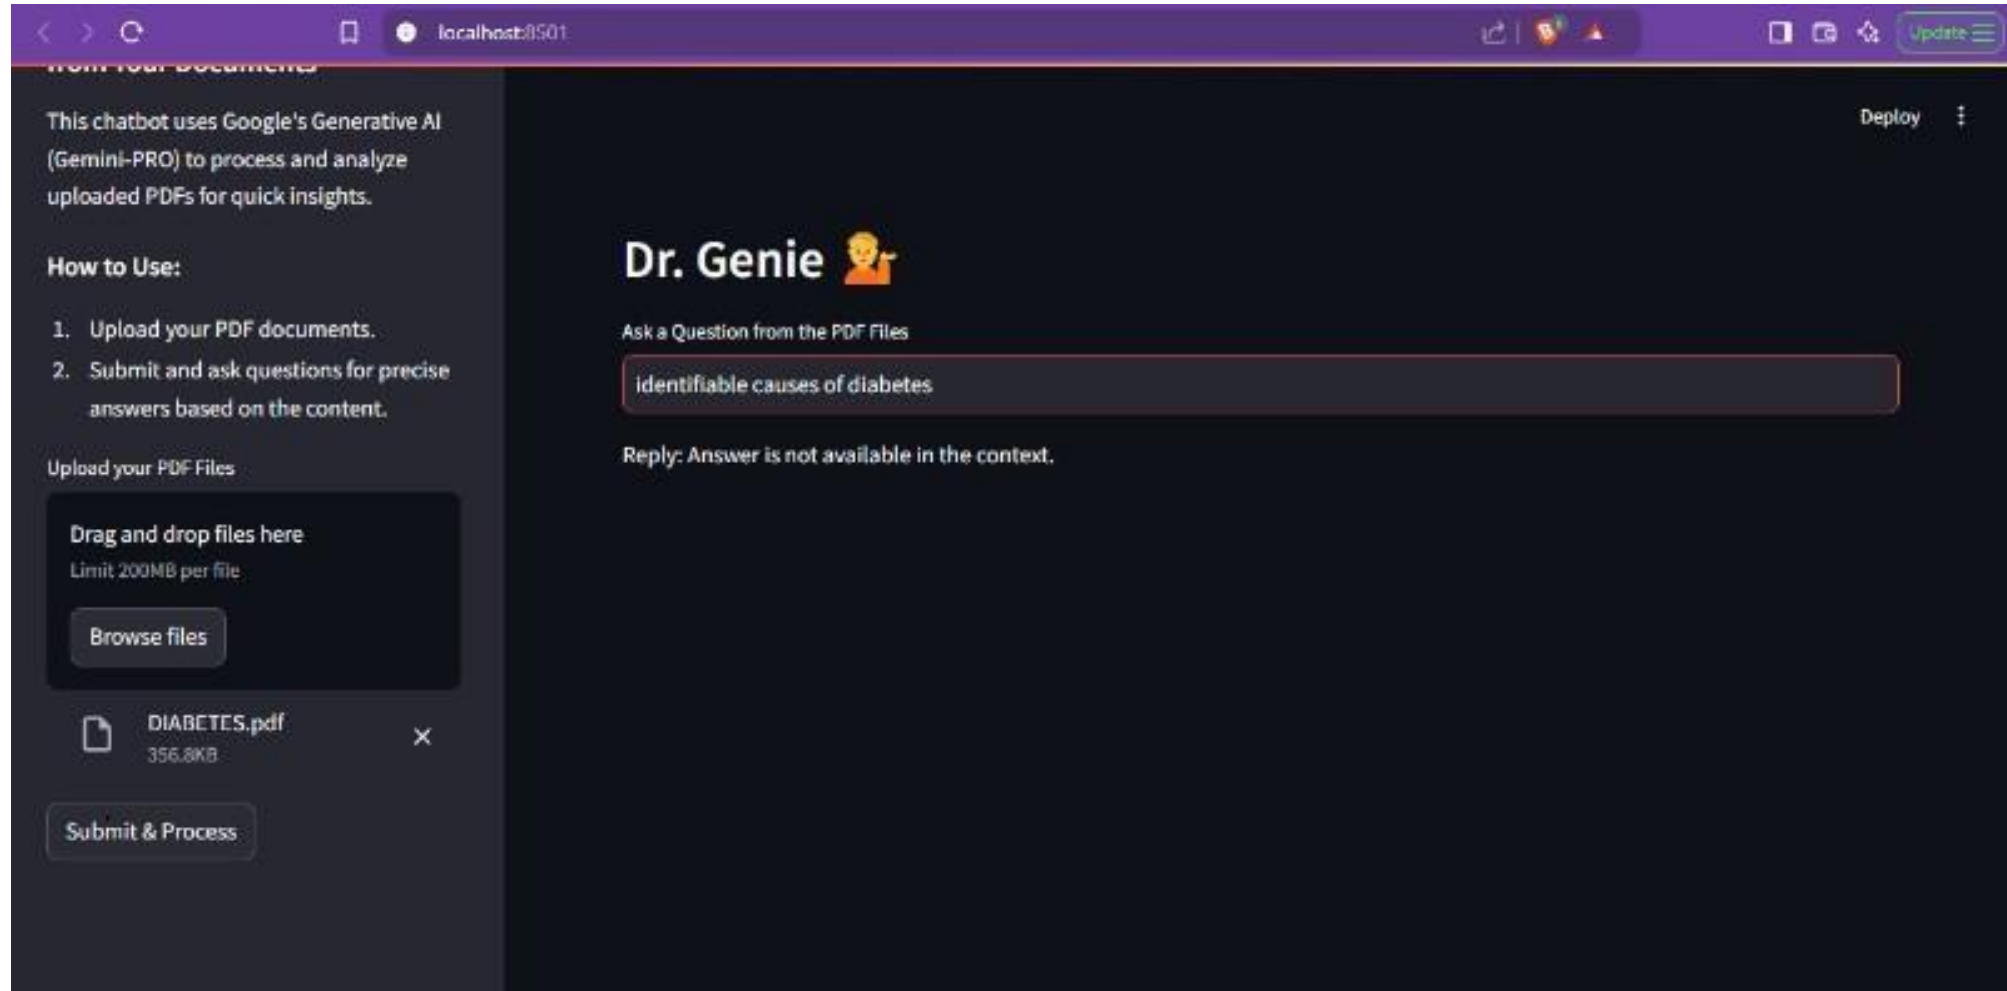 localhost:8501
Update
from Your Documents
This chatbot uses Google's Generative AI
(Gemini-PRO) to process and analyze
uploaded PDFs for quick insights.
How to Use:
1. Upload your PDF documents.
2. Submit and ask questions for precise
answers based on the content.
Upload your PDF Files
Drag and drop files here
Limit 200MB per file
Browse files
DIABETES.pdf
356.8KB
Submit & Process
Deploy
Dr. Genie
Ask a Question from the PDF Files
identifiable causes of diabetes
Reply: Answer is not available in the context.